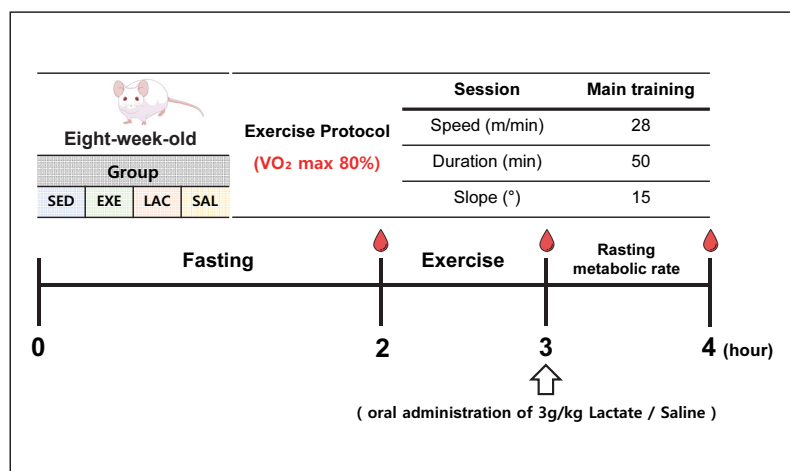 Eight-week-old
Group
SED EXE LAC SAL
Exercise Protocol
(VO₂ max 80%)
Session Main training
Speed (m/min) 28
Duration (min) 50
Slope (°) 15
Fasting
Exercise
Rasting
metabolic rate
0 2 3 4 (hour)
( oral administration of 3g/kg Lactate / Saline )